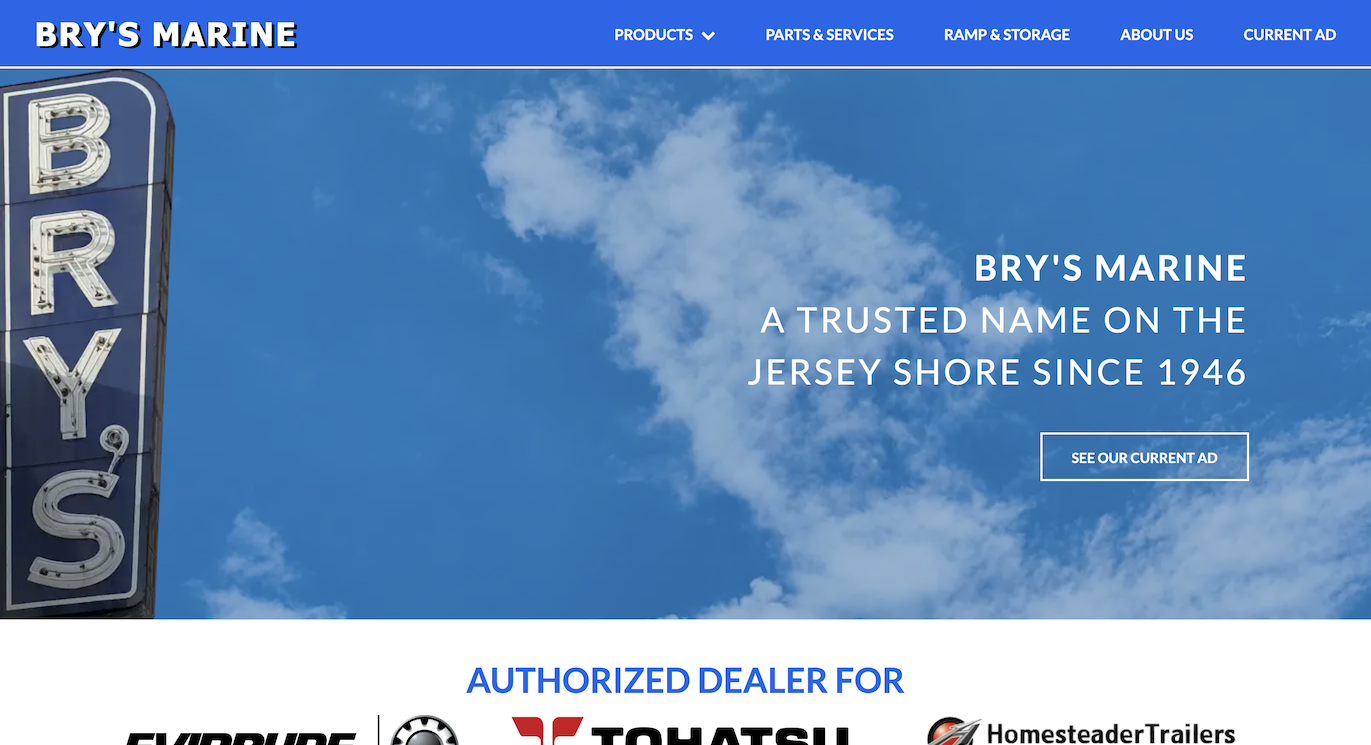 BRY'S MARINE
PRODUCTS
PARTS & SERVICES
RAMP & STORAGE
ABOUT US
CURRENT AD
BRY'S
BRY'S MARINE
A TRUSTED NAME ON THE
JERSEY SHORE SINCE 1946
SEE OUR CURRENT AD
AUTHORIZED DEALER FOR
EVINRUDE
TOHATSU
HomesteaderTrailers